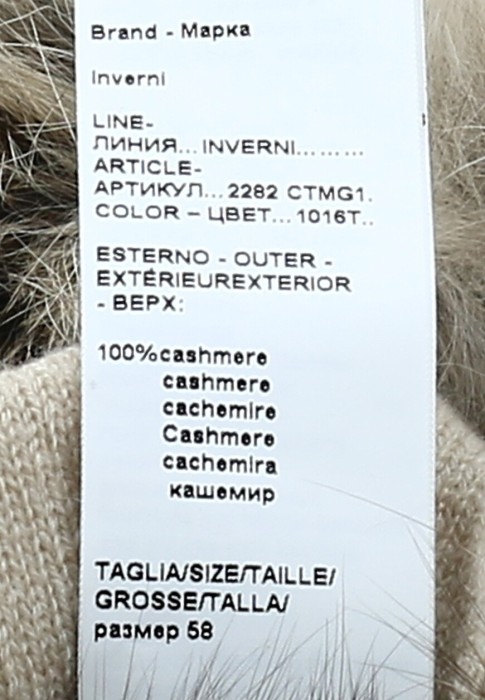 Brand - Марка
Inverni
LINE-
ЛИНИЯ... INVERNI.........
ARTICLE-
АРТИКУЛ... 2282 CTMG1.
COLOR – ЦВЕТ... 1016T..
ESTERNO - OUTER -
EXTÉRIEUREXTERIOR
- ВЕРХ:
100%cashmere
cashmere
cachemire
Cashmere
cachemira
кашемир
TAGLIA/SIZE/TAILLE/
GROSSE/TALLA/
размер 58